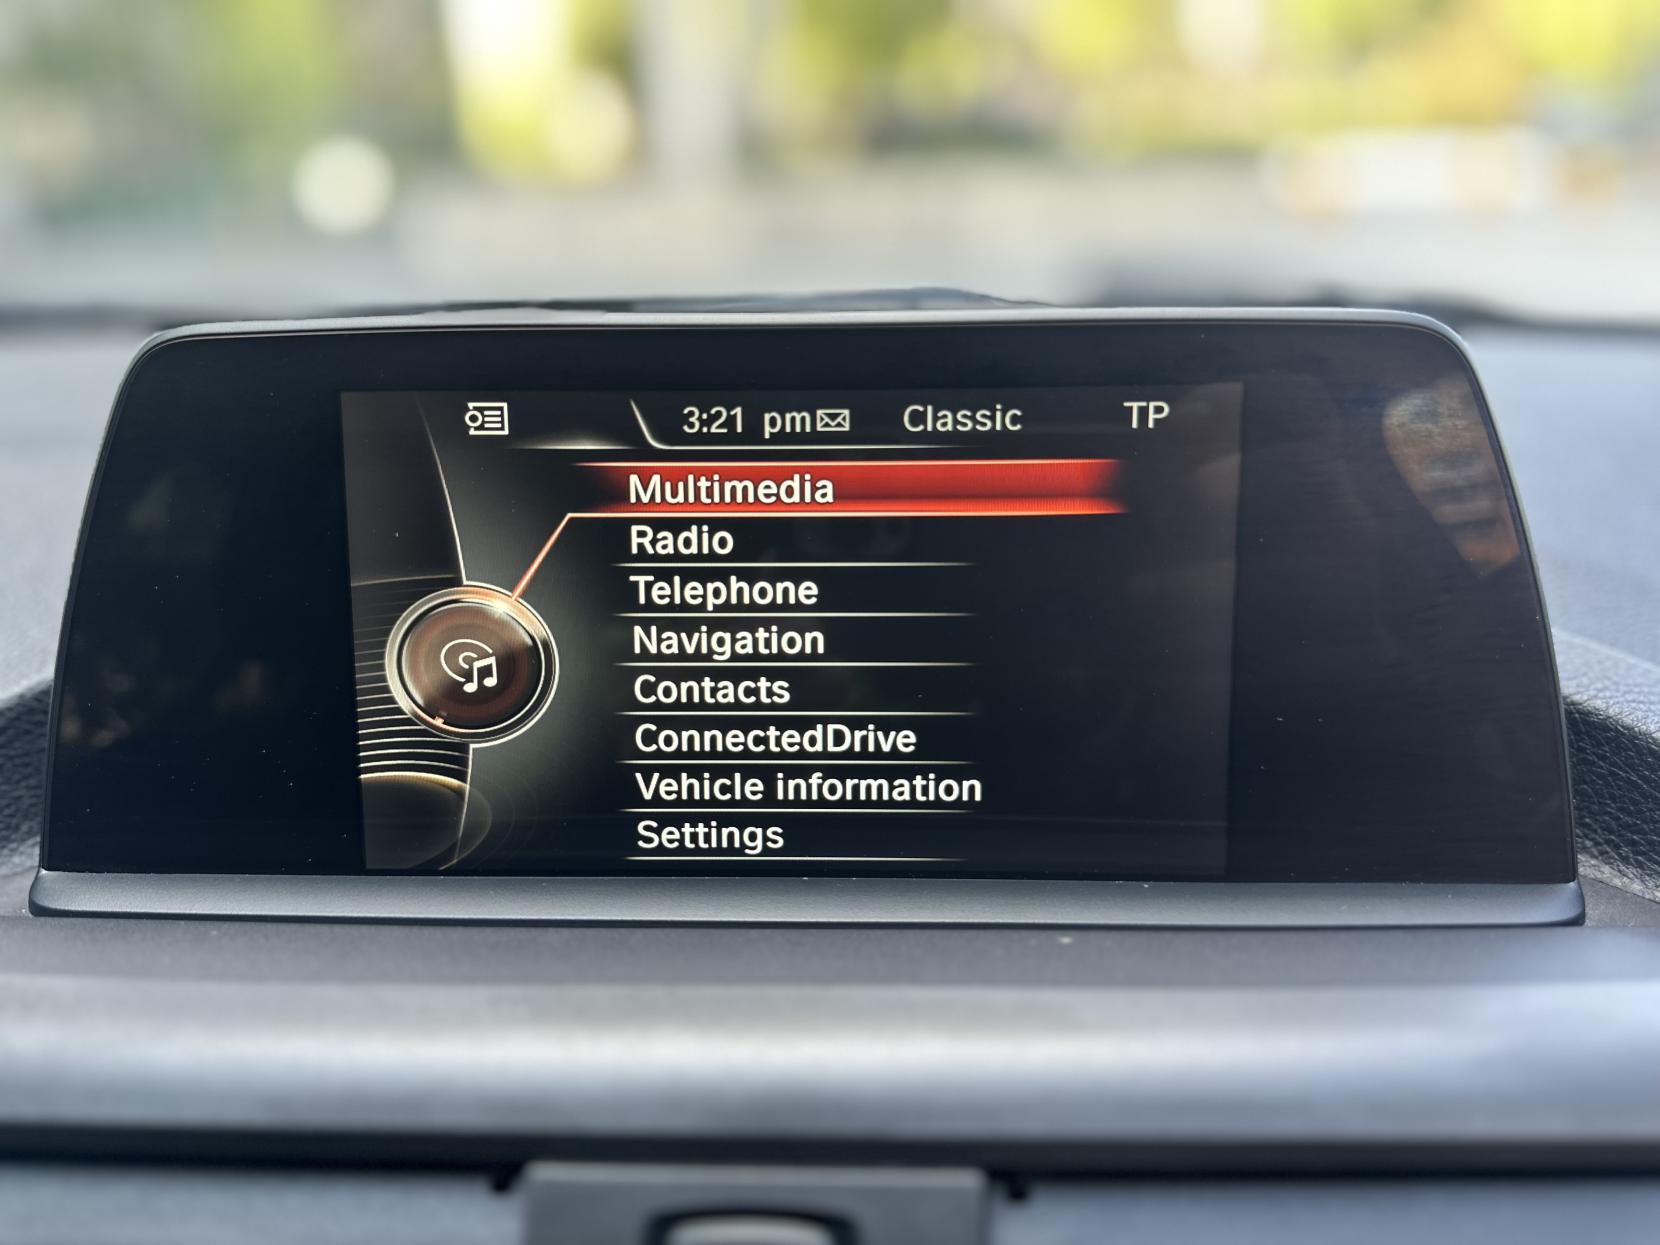 3:21 pm Classic TP
Multimedia
Radio
Telephone
Navigation
Contacts
ConnectedDrive
Vehicle information
Settings